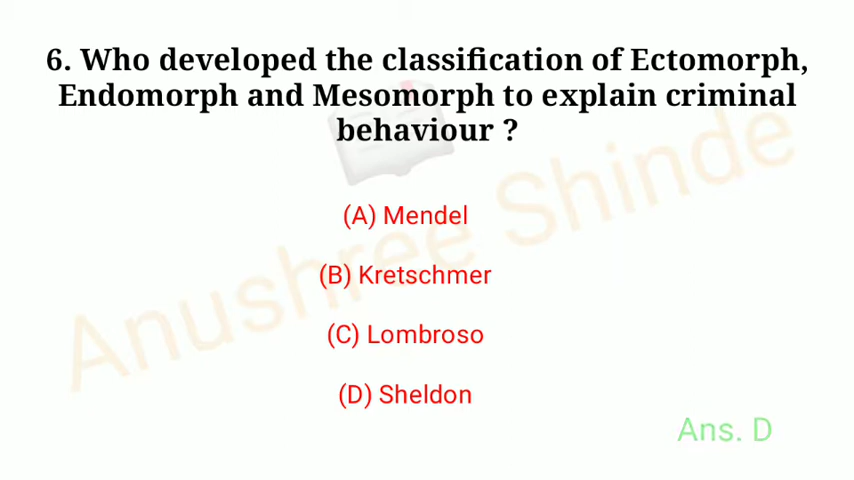 6. Who developed the classification of Ectomorph,
Endomorph and Mesomorph to explain criminal
behaviour ?
(A) Mendel
(B) Kretschmer
(C) Lombroso
(D) Sheldon
Ans. D
Anushree Shinde